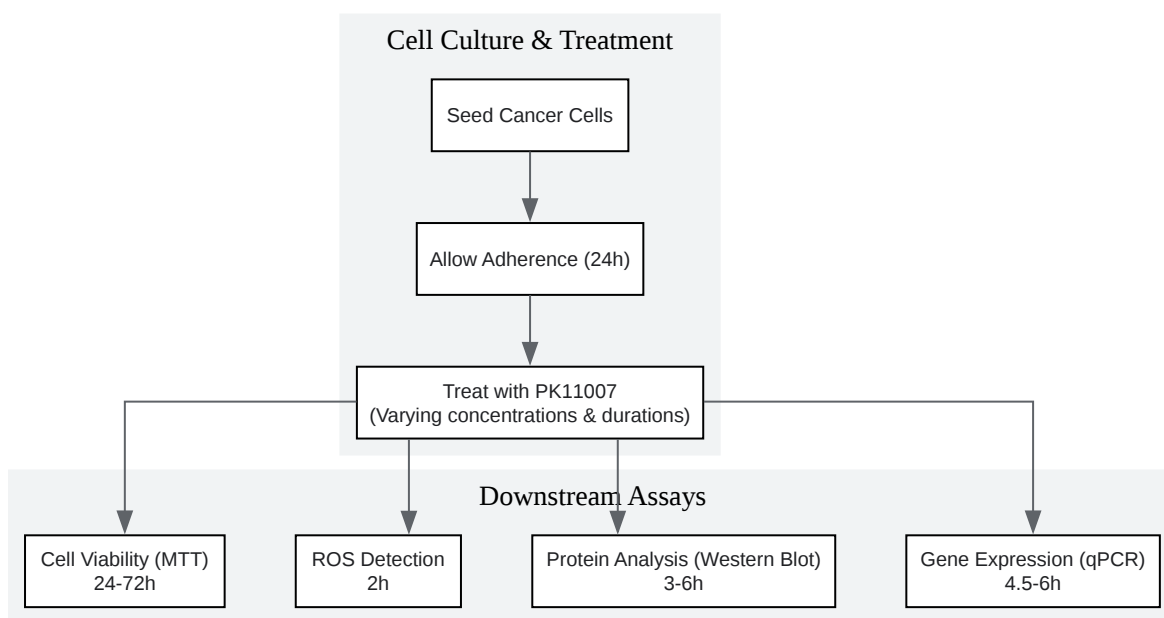 Cell Culture & Treatment
Seed Cancer Cells
Allow Adherence (24h)
Treat with PK11007
(Varying concentrations & durations)
Downstream Assays
Cell Viability (MTT)
24-72h
ROS Detection
2h
Protein Analysis (Western Blot)
3-6h
Gene Expression (qPCR)
4.5-6h